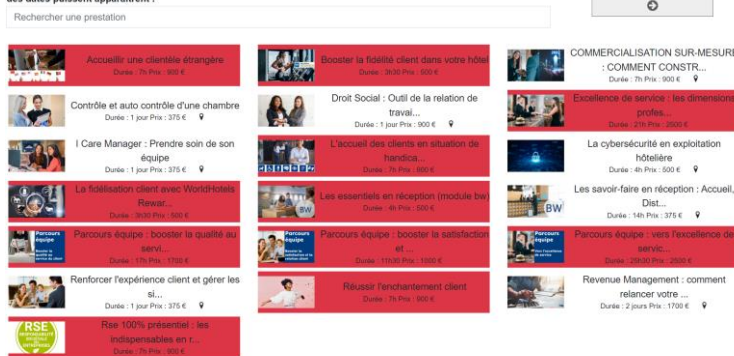 des dates puissent apparaître !
Rechercher une prestation
Accueillir une clientèle étrangère
Durée : 7h Prix : 900 €
Booster la fidélité client dans votre hôtel
Durée : 3h30 Prix : 500 €
COMMERCIALISATION SUR-MESURE
: COMMENT CONSTR...
Durée : 7h Prix : 900 €
Contrôle et auto contrôle d'une chambre
Durée : 1 jour Prix : 375 €
Droit Social : Outil de la relation de
travai...
Durée : 1 jour Prix : 900 €
Excellence de service : les dimensions
profes...
Durée : 21h Prix : 2500 €
I Care Manager : Prendre soin de son
équipe
Durée : 1 jour Prix : 375 €
L'accueil des clients en situation de
handica...
Durée : 7h Prix : 900 €
La cybersécurité en exploitation
hôtelière
Durée : 4h Prix : 500 €
La fidélisation client avec WorldHotels
Rewar...
Durée : 3h30 Prix : 500 €
BW
Les essentiels en réception (module bw)
Durée : 4h Prix : 500 €
BW
Les savoir-faire en réception : Accueil,
Dist...
Durée : 14h Prix : 375 €
Parcours
équipe
Parcours équipe : booster la qualité au
servi...
Durée : 17h Prix : 1700 €
Parcours
équipe
Parcours équipe : booster la satisfaction
et ...
Durée : 11h30 Prix : 1000 €
Parcours
équipe
Parcours équipe : vers l'excellence de
servic...
Durée : 25h30 Prix : 2500 €
Renforcer l'expérience client et gérer les
si...
Durée : 1 jour Prix : 375 €
Réussir l'enchantement client
Durée : 7h Prix : 900 €
Revenue Management : comment
relancer votre ...
Durée : 2 jours Prix : 1700 €
RSE
Rse 100% présentiel : les
indispensables en r...
Durée : 7h Prix : 900 €